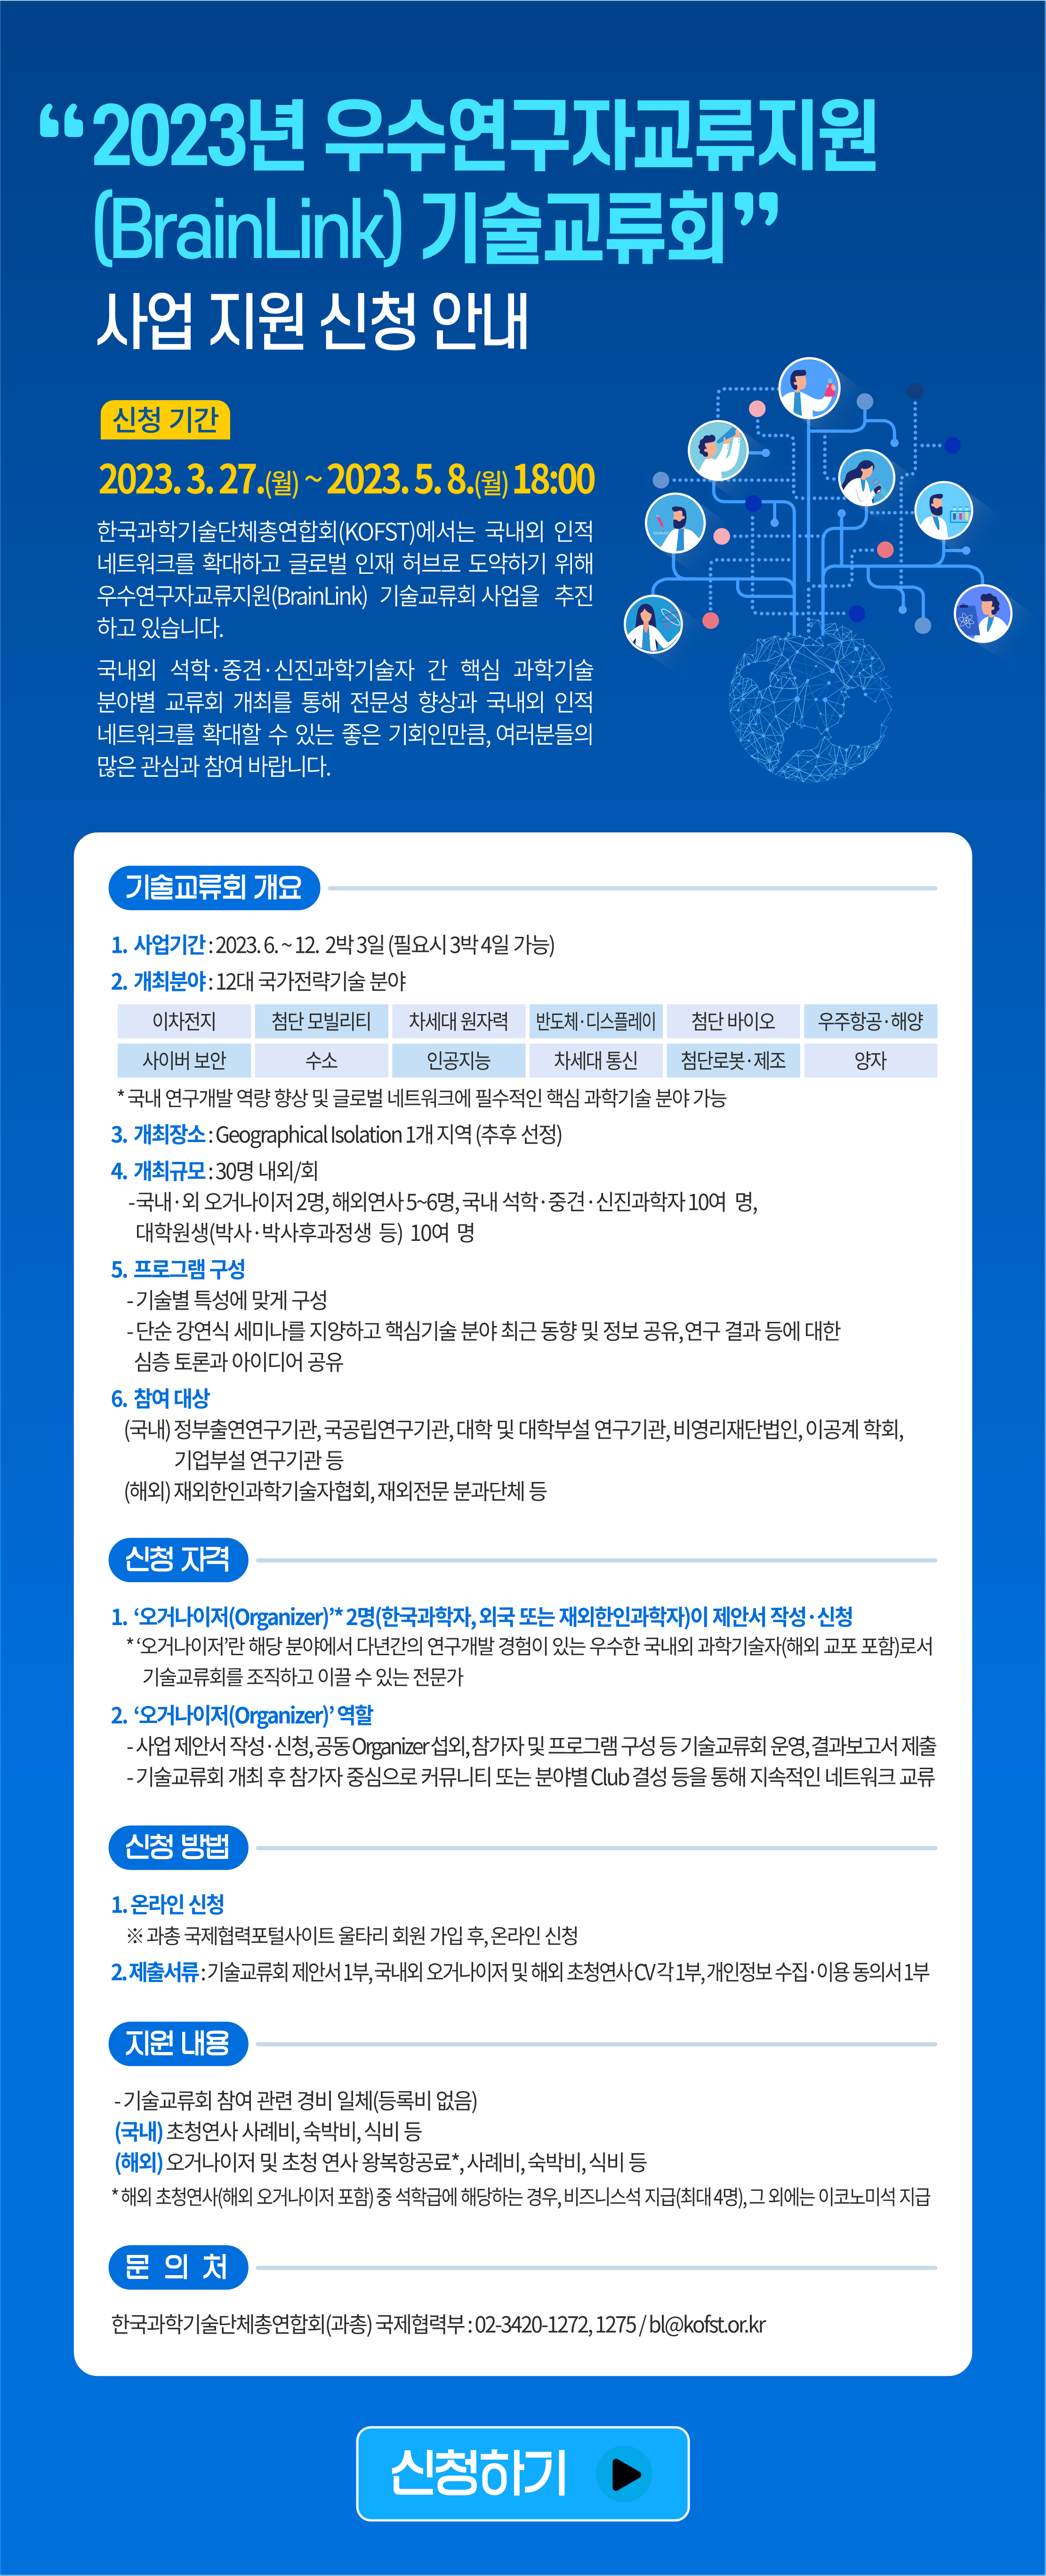 “2023년 우수연구자교류지원
(BrainLink) 기술교류회”
사업 지원 신청 안내
신청 기간
2023. 3. 27.(월) ~ 2023. 5. 8.(월) 18:00
한국과학기술단체총연합회(KOFST)에서는 국내외 인적
네트워크를 확대하고 글로벌 인재 허브로 도약하기 위해
우수연구자교류지원(BrainLink) 기술교류회 사업을 추진
하고 있습니다.
국내외 석학·중견·신진과학기술자 간 핵심 과학기술
분야별 교류회 개최를 통해 전문성 향상과 국내외 인적
네트워크를 확대할 수 있는 좋은 기회인만큼, 여러분들의
많은 관심과 참여 바랍니다.
기술교류회 개요
1. 사업기간 : 2023. 6. ~ 12. 2박 3일 (필요시 3박 4일 가능)
2. 개최분야 : 12대 국가전략기술 분야
이차전지 첨단 모빌리티 차세대 원자력 반도체·디스플레이 첨단 바이오 우주항공·해양
사이버 보안 수소 인공지능 차세대 통신 첨단로봇·제조 양자
* 국내 연구개발 역량 향상 및 글로벌 네트워크에 필수적인 핵심 과학기술 분야 가능
3. 개최장소 : Geographical Isolation 1개 지역 (추후 선정)
4. 개최규모 : 30명 내외/회
- 국내·외 오거나이저 2명, 해외연사 5~6명, 국내 석학·중견·신진과학자 10여 명,
대학원생(박사·박사후과정생 등) 10여 명
5. 프로그램 구성
- 기술별 특성에 맞게 구성
- 단순 강연식 세미나를 지양하고 핵심기술 분야 최근 동향 및 정보 공유, 연구 결과 등에 대한
심층 토론과 아이디어 공유
6. 참여 대상
(국내) 정부출연연구기관, 국공립연구기관, 대학 및 대학부설 연구기관, 비영리재단법인, 이공계 학회,
기업부설 연구기관 등
(해외) 재외한인과학기술자협회, 재외전문 분과단체 등
신청 자격
1. ‘오거나이저(Organizer)’* 2명(한국과학자, 외국 또는 재외한인과학자)이 제안서 작성·신청
* ‘오거나이저’란 해당 분야에서 다년간의 연구개발 경험이 있는 우수한 국내외 과학기술자(해외 교포 포함)로서
기술교류회를 조직하고 이끌 수 있는 전문가
2. ‘오거나이저(Organizer)’ 역할
- 사업 제안서 작성·신청, 공동 Organizer 섭외, 참가자 및 프로그램 구성 등 기술교류회 운영, 결과보고서 제출
- 기술교류회 개최 후 참가자 중심으로 커뮤니티 또는 분야별 Club 결성 등을 통해 지속적인 네트워크 교류
신청 방법
1. 온라인 신청
※ 과총 국제협력포털사이트 울타리 회원 가입 후, 온라인 신청
2. 제출서류 : 기술교류회 제안서 1부, 국내외 오거나이저 및 해외 초청연사 CV 각 1부, 개인정보 수집·이용 동의서 1부
지원 내용
- 기술교류회 참여 관련 경비 일체(등록비 없음)
(국내) 초청연사 사례비, 숙박비, 식비 등
(해외) 오거나이저 및 초청 연사 왕복항공료*, 사례비, 숙박비, 식비 등
* 해외 초청연사(해외 오거나이저 포함) 중 석학급에 해당하는 경우, 비즈니스석 지급(최대 4명), 그 외에는 이코노미석 지급
문 의 처
한국과학기술단체총연합회(과총) 국제협력부 : 02-3420-1272, 1275 / bl@kofst.or.kr
신청하기